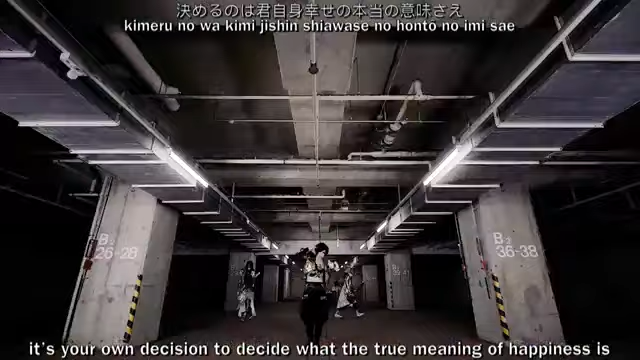 決めるのは君自身幸せの本当の意味さえ
kimeru no wa kimi jishin shiawase no honto no imi sae
B2
26-28
B2
36-38
it's your own decision to decide what the true meaning of happiness is